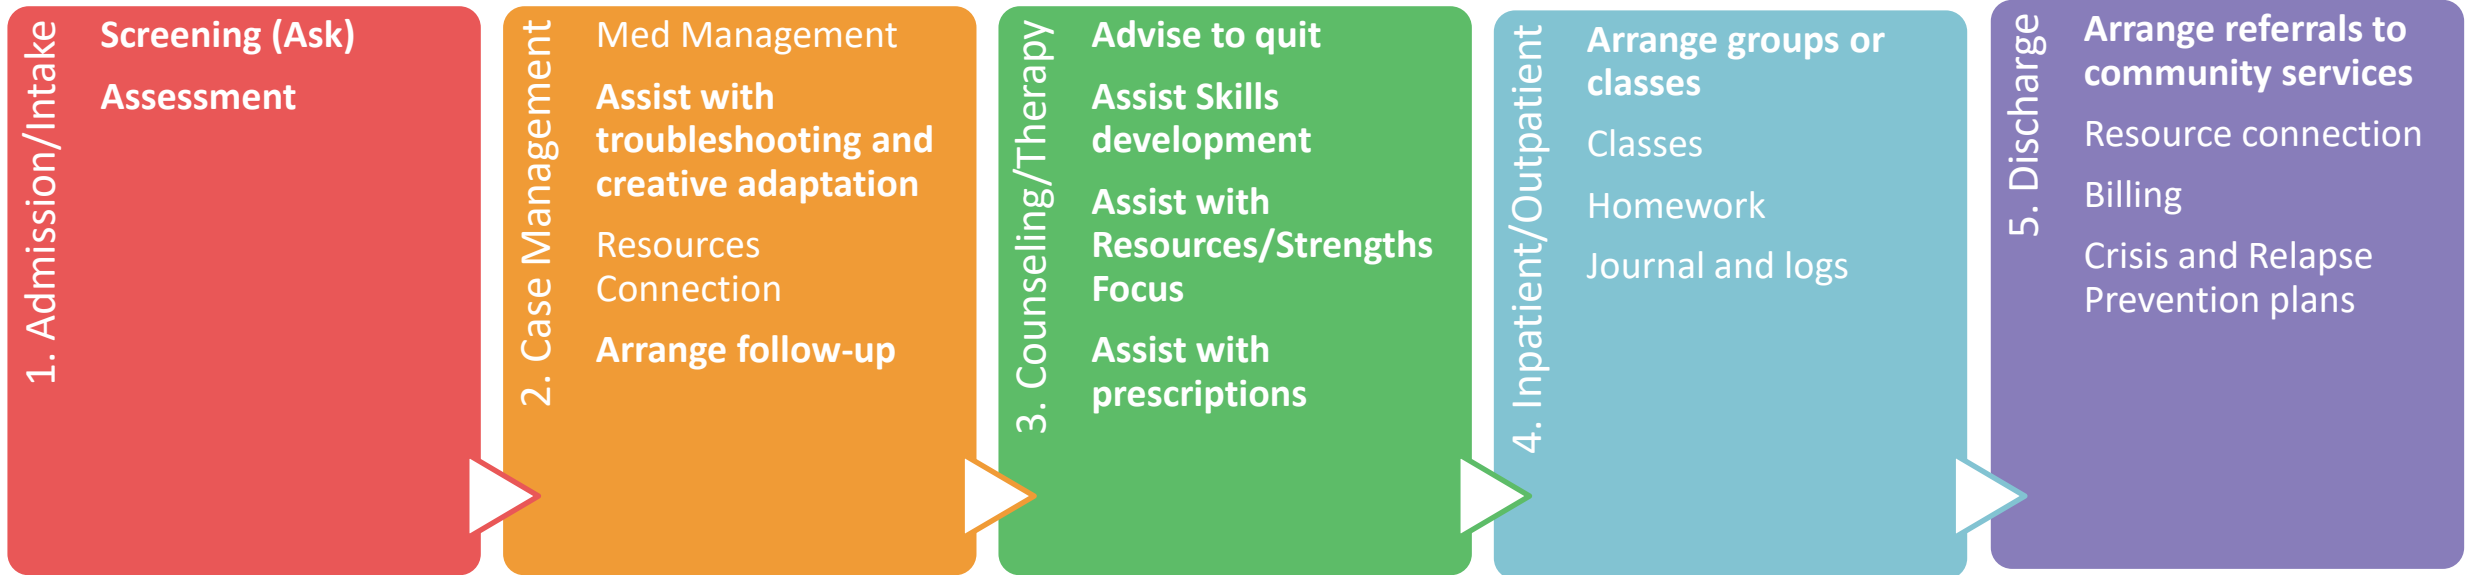 1. Admission/Intake
Screening (Ask)
Assessment
2. Case Management
Med Management
Assist with
troubleshooting and
creative adaptation
Resources
Connection
Arrange follow-up
3. Counseling/Therapy
Advise to quit
Assist Skills
development
Assist with
Resources/Strengths
Focus
Assist with
prescriptions
4. Inpatient/Outpatient
Arrange groups or
classes
Classes
Homework
Journal and logs
5. Discharge
Arrange referrals to
community services
Resource connection
Billing
Crisis and Relapse
Prevention plans